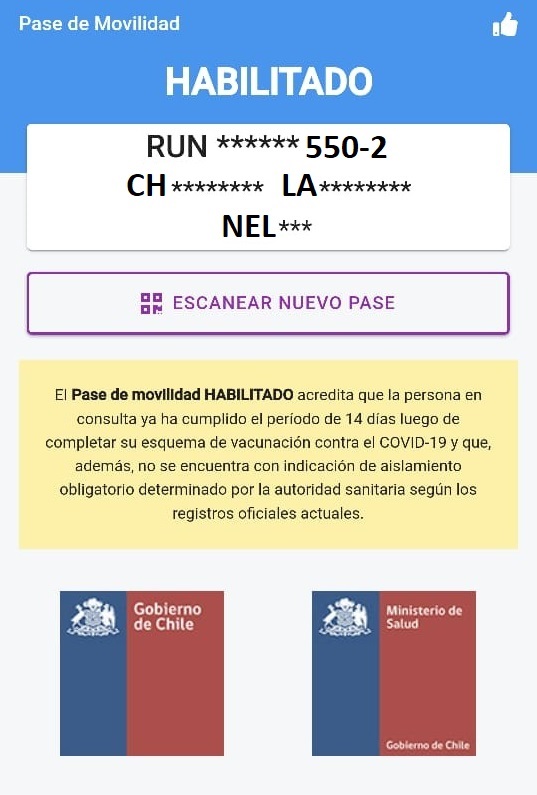 Pase de Movilidad
HABILITADO
RUN ****** 550-2
CH ******** LA********
NEL***
ESCANEAR NUEVO PASE
El Pase de movilidad HABILITADO acredita que la persona en
consulta ya ha cumplido el período de 14 días luego de
completar su esquema de vacunación contra el COVID-19 y que,
además, no se encuentra con indicación de aislamiento
obligatorio determinado por la autoridad sanitaria según los
registros oficiales actuales.
Gobierno
de Chile
Ministerio de
Salud
Gobierno de Chile